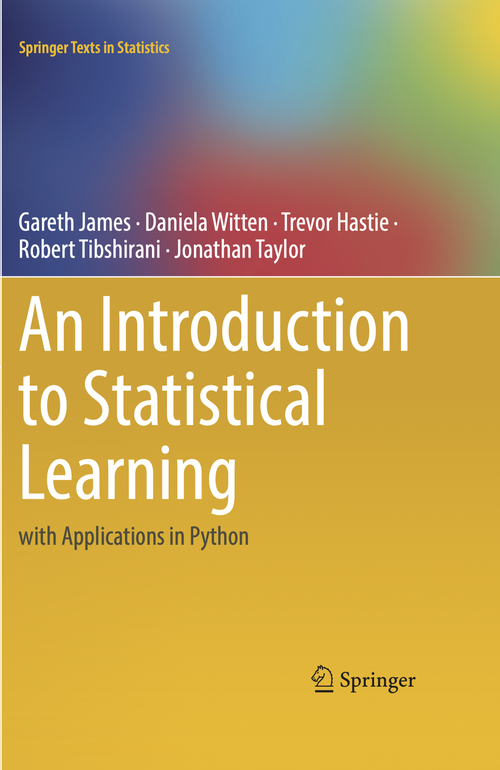 Springer Texts in Statistics
Gareth James · Daniela Witten · Trevor Hastie ·
Robert Tibshirani · Jonathan Taylor
An Introduction
to Statistical
Learning
with Applications in Python
Springer